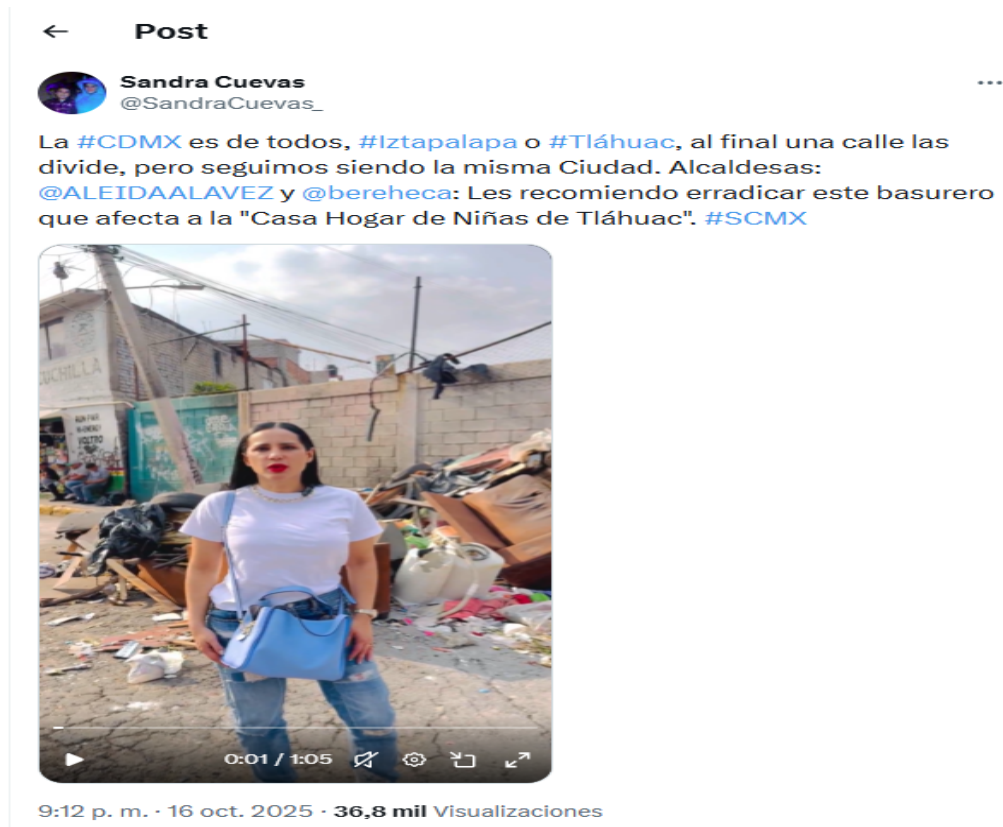 Post
Sandra Cuevas
@SandraCuevas_
La #CDMX es de todos, #Iztapalapa o #Tláhuac, al final una calle las
divide, pero seguimos siendo la misma Ciudad. Alcaldesas:
@ALEIDAALAVEZ y @bereheca: Les recomiendo erradicar este basurero
que afecta a la "Casa Hogar de Niñas de Tláhuac". #SCMX
UCHILLA
VOLTRO
0:01 / 1:05
9:12 p. m. · 16 oct. 2025 · 36,8 mil Visualizaciones